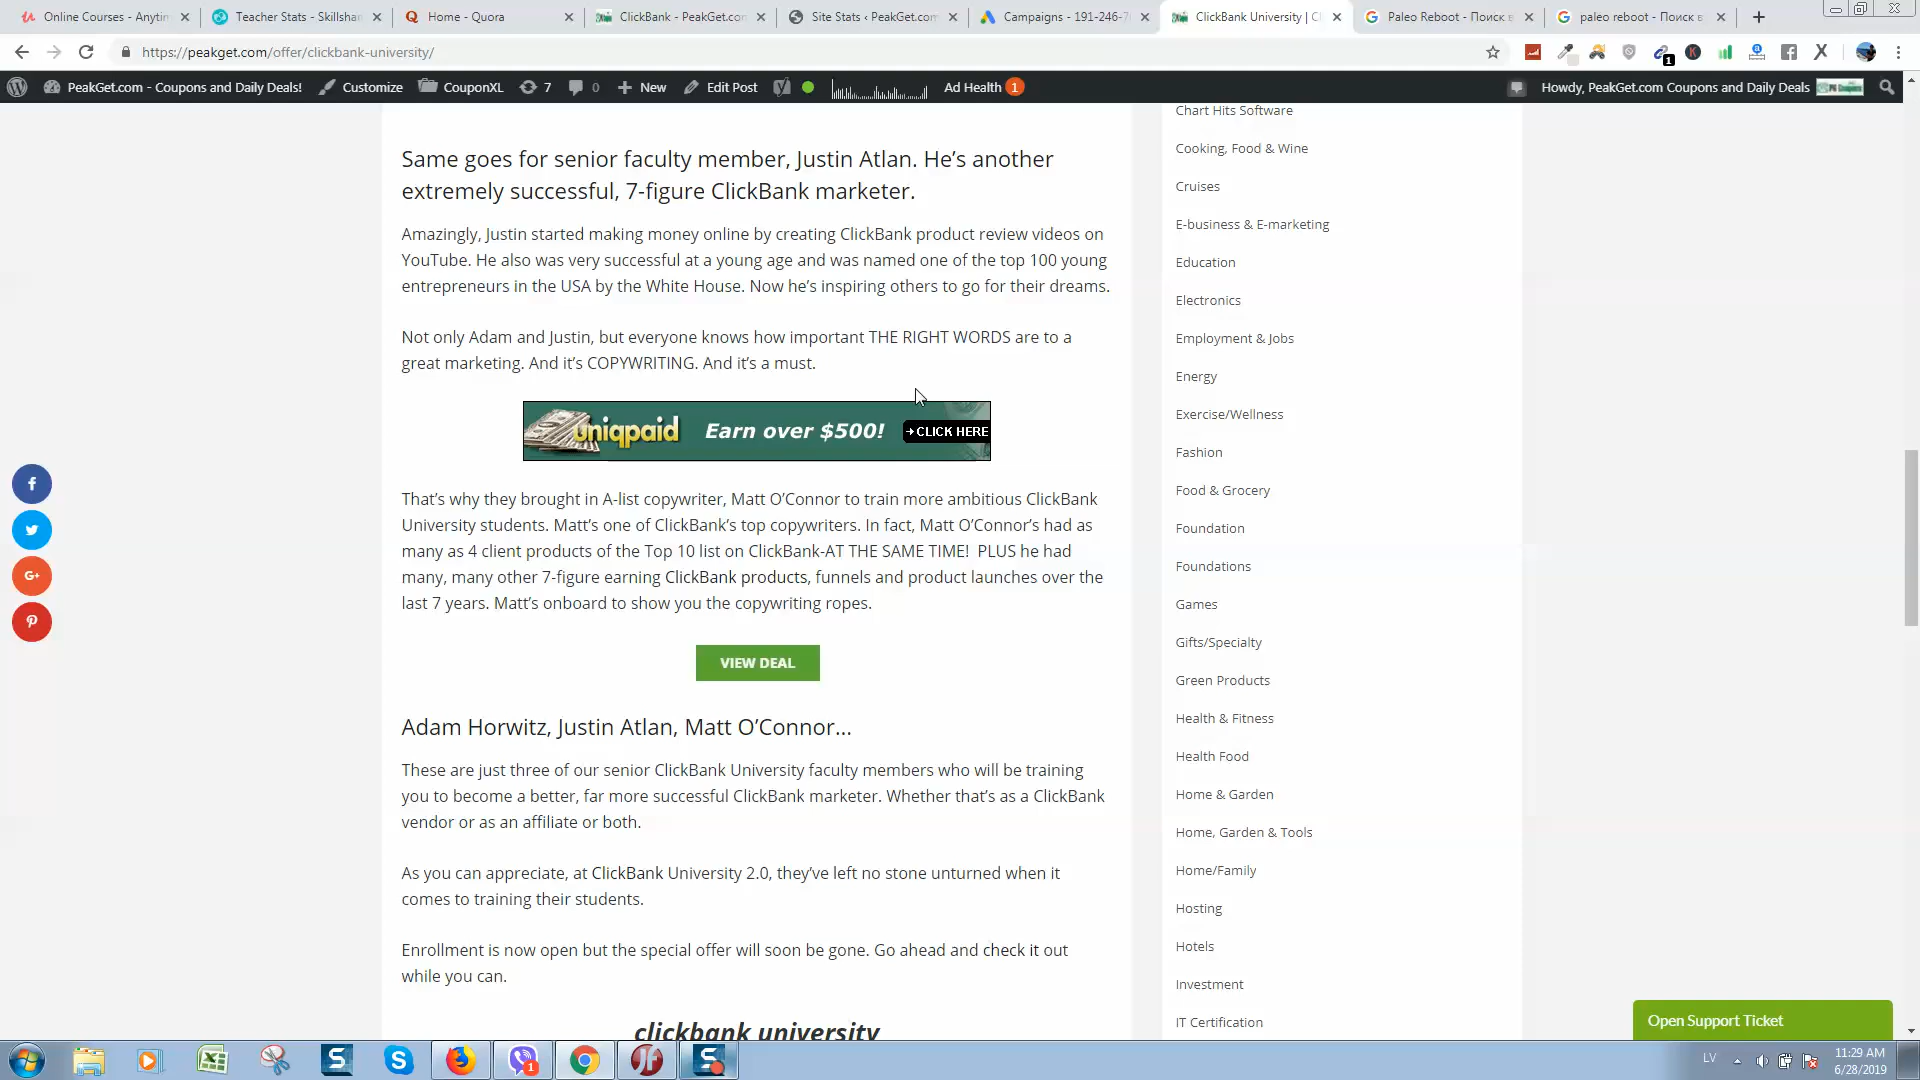 Online Courses - Anytin
Teacher Stats - Skillshar
Home - Quora
ClickBank - PeakGet.com
Site Stats ‹ PeakGet.com
Campaigns - 191-246-7
ClickBank University | Cl
Paleo Reboot - Поиск в
paleo reboot - Поиск в
https://peakget.com/offer/clickbank-university/
PeakGet.com - Coupons and Daily Deals!
Customize
CouponXL
7
0
New
Edit Post
Ad Health 1
Howdy, PeakGet.com Coupons and Daily Deals
Same goes for senior faculty member, Justin Atlan. He’s another
extremely successful, 7-figure ClickBank marketer.
Amazingly, Justin started making money online by creating ClickBank product review videos on
YouTube. He also was very successful at a young age and was named one of the top 100 young
entrepreneurs in the USA by the White House. Now he’s inspiring others to go for their dreams.
Not only Adam and Justin, but everyone knows how important THE RIGHT WORDS are to a
great marketing. And it’s COPYWRITING. And it’s a must.
uniqpaid Earn over $500! CLICK HERE
That’s why they brought in A-list copywriter, Matt O’Connor to train more ambitious ClickBank
University students. Matt’s one of ClickBank’s top copywriters. In fact, Matt O’Connor’s had as
many as 4 client products of the Top 10 list on ClickBank-AT THE SAME TIME! PLUS he had
many, many other 7-figure earning ClickBank products, funnels and product launches over the
last 7 years. Matt’s onboard to show you the copywriting ropes.
VIEW DEAL
Adam Horwitz, Justin Atlan, Matt O’Connor…
These are just three of our senior ClickBank University faculty members who will be training
you to become a better, far more successful ClickBank marketer. Whether that’s as a ClickBank
vendor or as an affiliate or both.
As you can appreciate, at ClickBank University 2.0, they’ve left no stone unturned when it
comes to training their students.
Enrollment is now open but the special offer will soon be gone. Go ahead and check it out
while you can.
clickbank university
Chart Hits Software
Cooking, Food & Wine
Cruises
E-business & E-marketing
Education
Electronics
Employment & Jobs
Energy
Exercise/Wellness
Fashion
Food & Grocery
Foundation
Foundations
Games
Gifts/Specialty
Green Products
Health & Fitness
Health Food
Home & Garden
Home, Garden & Tools
Home/Family
Hosting
Hotels
Investment
IT Certification
Open Support Ticket
LV
11:29 AM
6/28/2019